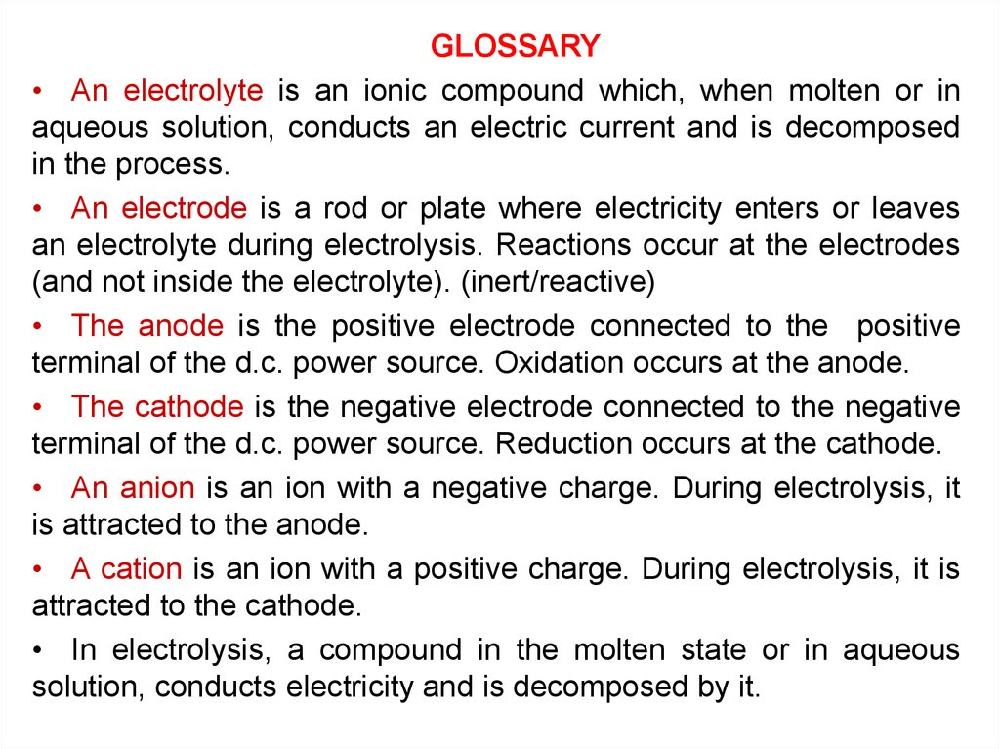 GLOSSARY
• An electrolyte is an ionic compound which, when molten or in
aqueous solution, conducts an electric current and is decomposed
in the process.
• An electrode is a rod or plate where electricity enters or leaves
an electrolyte during electrolysis. Reactions occur at the electrodes
(and not inside the electrolyte). (inert/reactive)
• The anode is the positive electrode connected to the positive
terminal of the d.c. power source. Oxidation occurs at the anode.
• The cathode is the negative electrode connected to the negative
terminal of the d.c. power source. Reduction occurs at the cathode.
• An anion is an ion with a negative charge. During electrolysis, it
is attracted to the anode.
• A cation is an ion with a positive charge. During electrolysis, it is
attracted to the cathode.
• In electrolysis, a compound in the molten state or in aqueous
solution, conducts electricity and is decomposed by it.